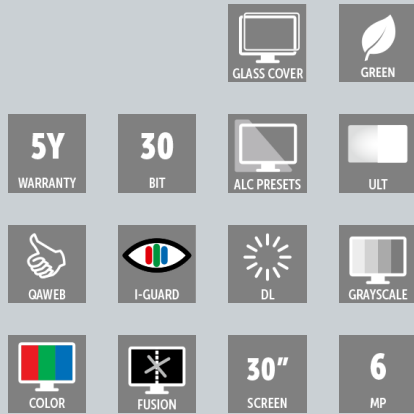 GLASS COVER
GREEN
5Y
WARRANTY
30
BIT
ALC PRESETS
ULT
QAWEB
I-GUARD
DL
GRAYSCALE
COLOR
FUSION
30”
SCREEN
6
MP